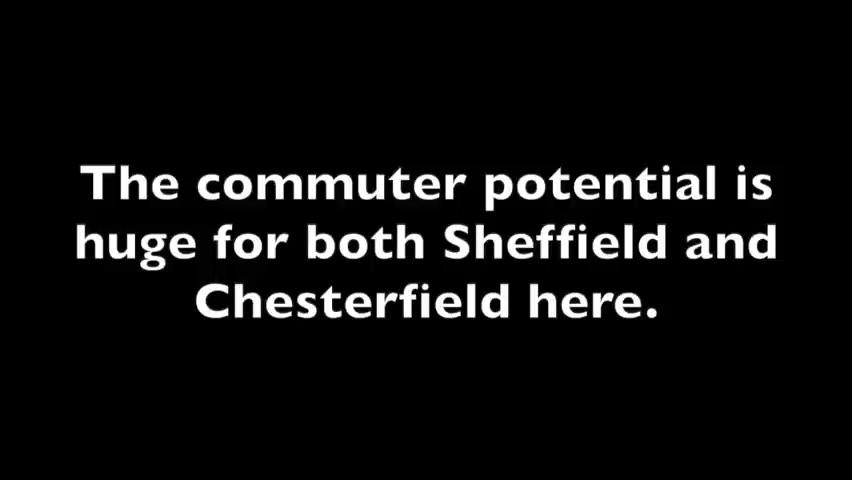 The commuter potential is
huge for both Sheffield and
Chesterfield here.